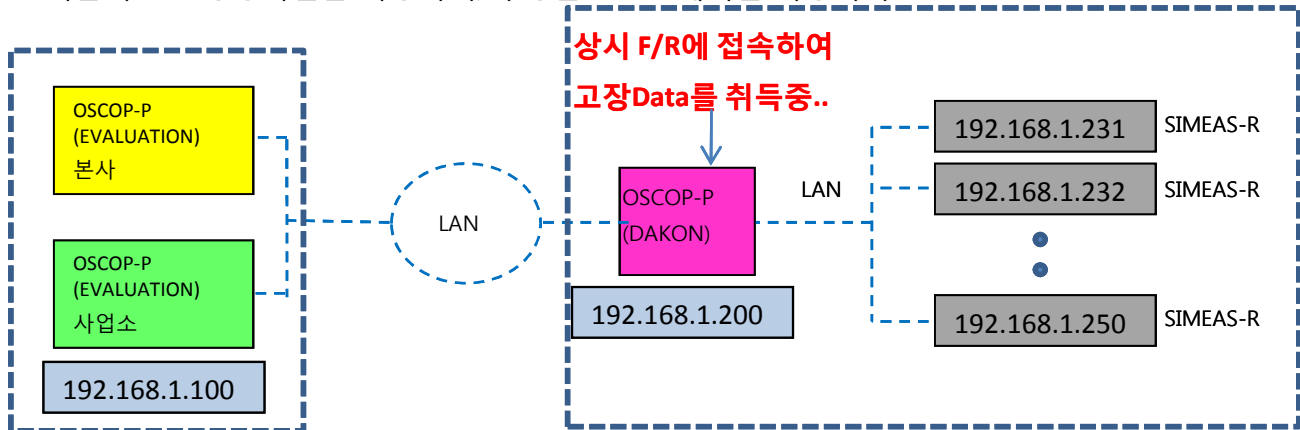 상시 F/R에 접속하여
고장Data를 취득중..
OSCOP-P
(EVALUATION)
본사
OSCOP-P
(EVALUATION)
사업소
192.168.1.100
LAN
OSCOP-P
(DAKON)
192.168.1.200
LAN
192.168.1.231
SIMEAS-R
192.168.1.232
SIMEAS-R
192.168.1.250
SIMEAS-R